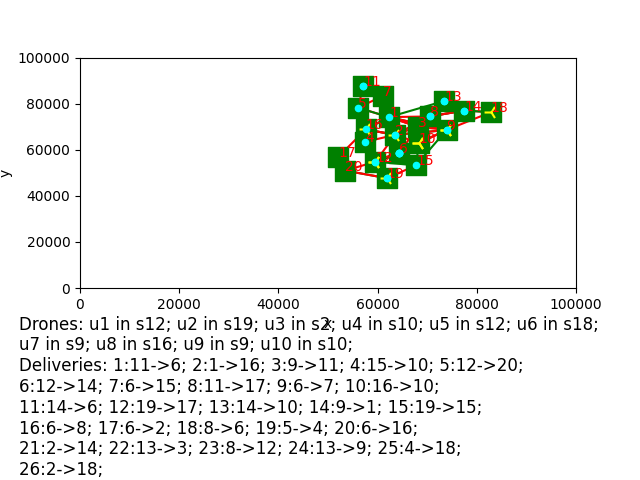 100000
80000
60000
40000
20000
0
y
0 20000 40000 60000 80000 100000
x
Drones: u1 in s12; u2 in s19; u3 in s2; u4 in s10; u5 in s12; u6 in s18;
u7 in s9; u8 in s16; u9 in s9; u10 in s10;
Deliveries: 1:11->6; 2:1->16; 3:9->11; 4:15->10; 5:12->20;
6:12->14; 7:6->15; 8:11->17; 9:6->7; 10:16->10;
11:14->6; 12:19->17; 13:14->10; 14:9->1; 15:19->15;
16:6->8; 17:6->2; 18:8->6; 19:5->4; 20:6->16;
21:2->14; 22:13->3; 23:8->12; 24:13->9; 25:4->18;
26:2->18;